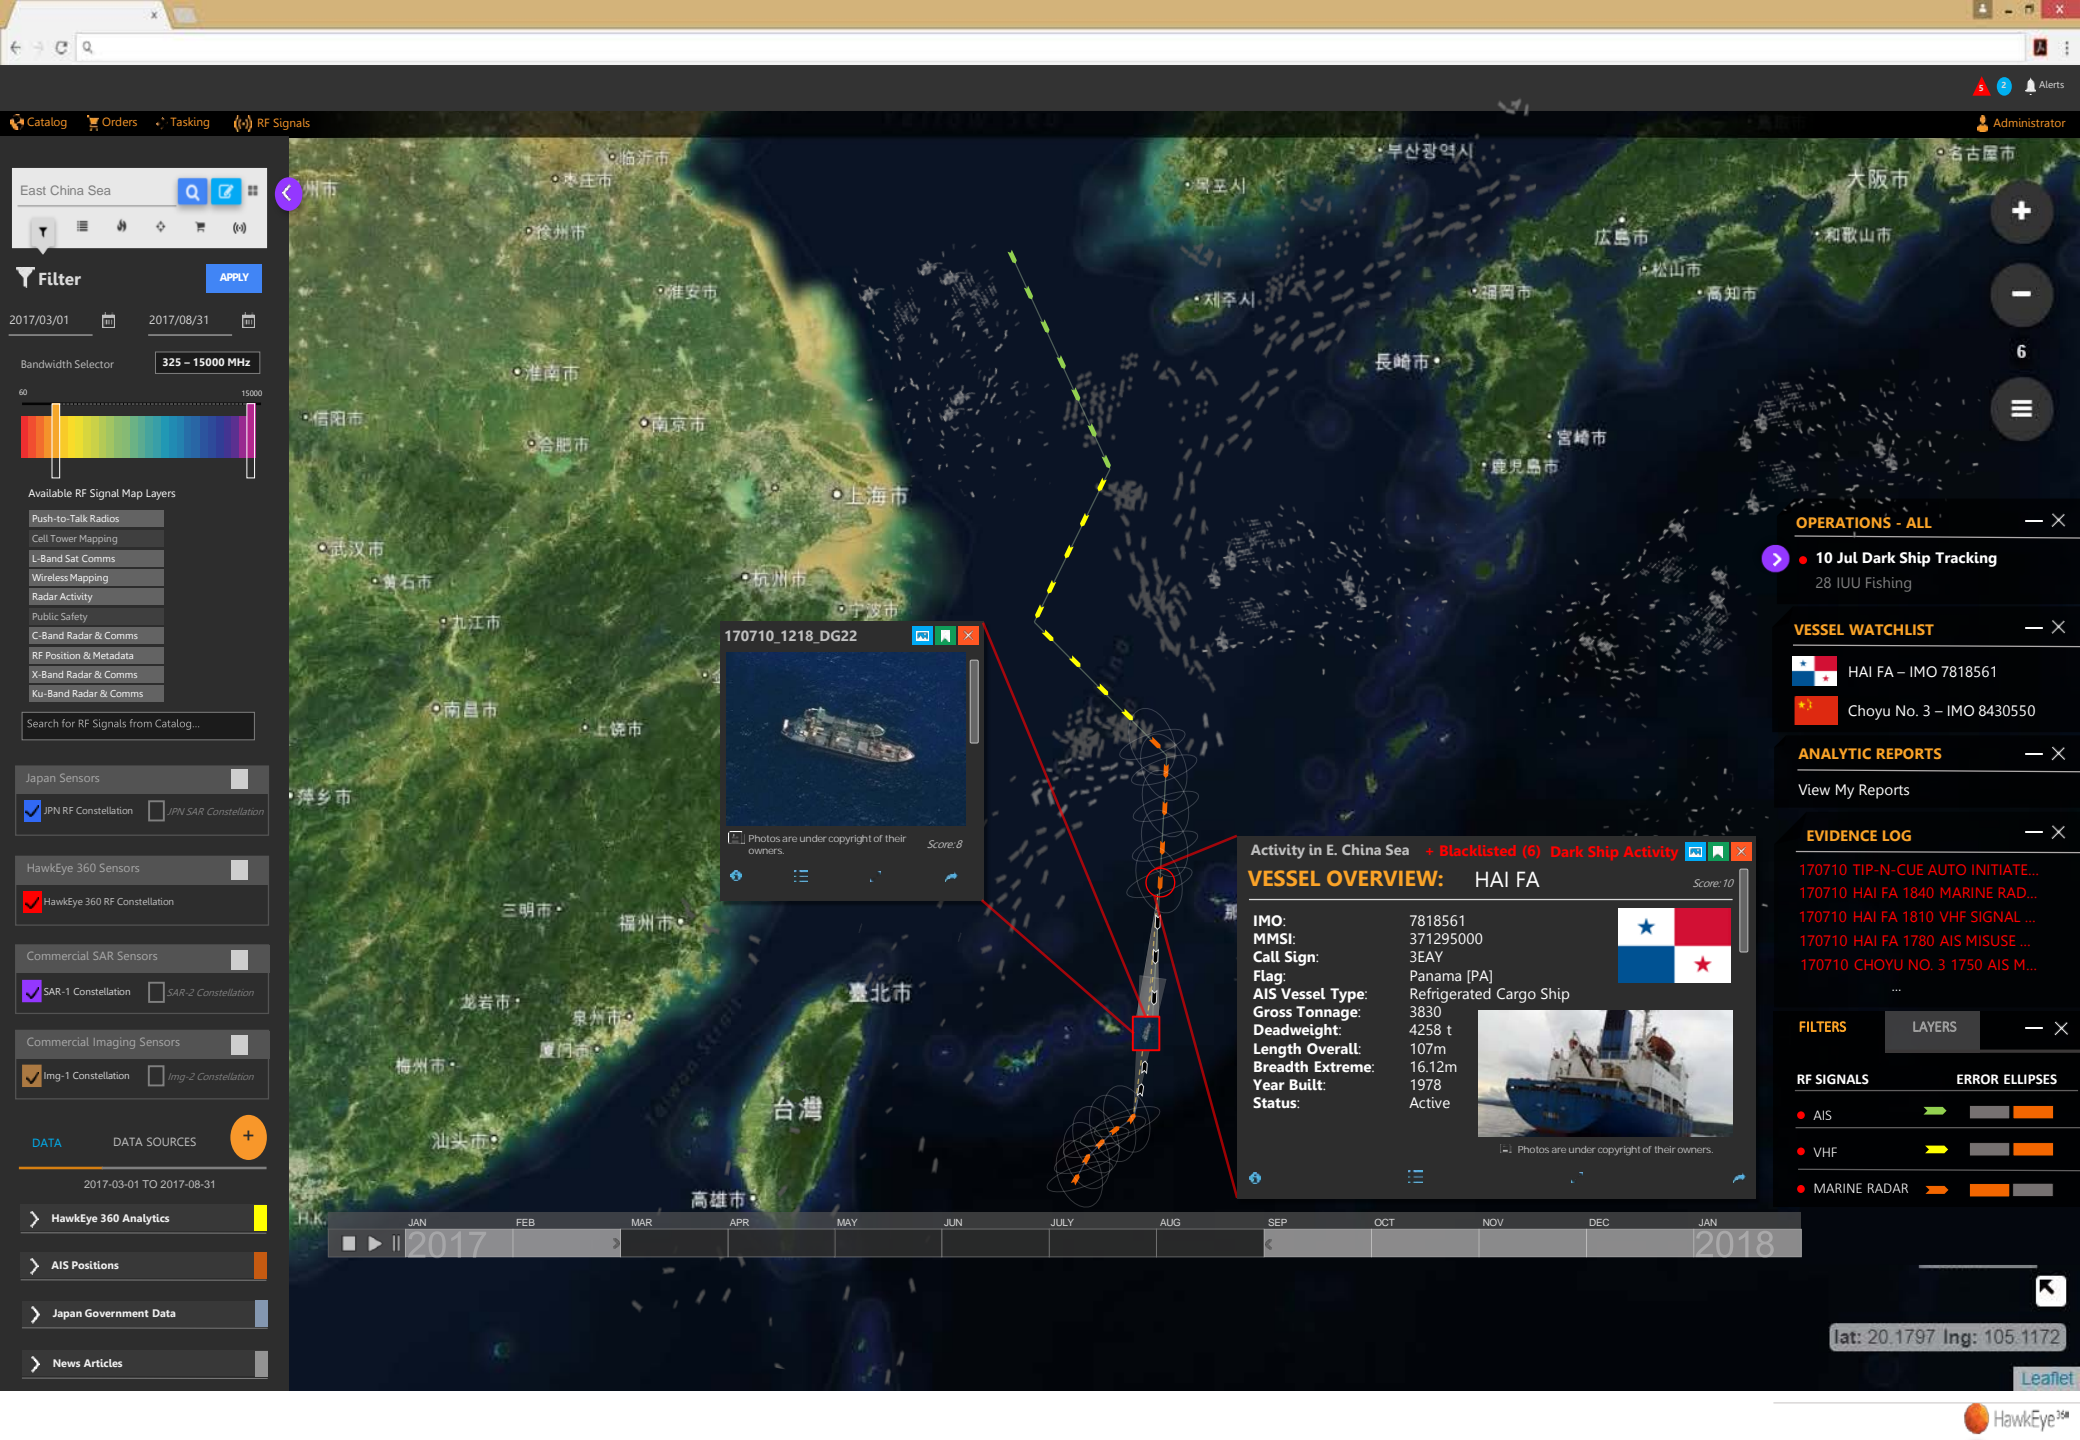 5
2
Alerts
Catalog
Orders
Tasking
RF Signals
Administrator
East China Sea
Filter
APPLY
2017/03/01
2017/08/31
Bandwidth Selector
325 – 15000 MHz
60
15000
Available RF Signal Map Layers
Push-to-Talk Radios
Cell Tower Mapping
L-Band Sat Comms
Wireless Mapping
Radar Activity
Public Safety
C-Band Radar & Comms
RF Position & Metadata
X-Band Radar & Comms
Ku-Band Radar & Comms
Search for RF Signals from Catalog...
Japan Sensors
JPN RF Constellation
JPN SAR Constellation
HawkEye 360 Sensors
HawkEye 360 RF Constellation
Commercial SAR Sensors
SAR-1 Constellation
SAR-2 Constellation
Commercial Imaging Sensors
Img-1 Constellation
Img-2 Constellation
DATA
DATA SOURCES
+
2017-03-01 TO 2017-08-31
HawkEye 360 Analytics
AIS Positions
Japan Government Data
News Articles
Yellow Sea
临沂市
枣庄市
州市
徐州市
淮安市
淮南市
信阳市
南京市
合肥市
上海市
武汉市
黄石市
杭州市
宁波市
九江市
南昌市
上饶市
萍乡市
三明市
福州市
龙岩市
泉州市
厦门市
梅州市
汕头市
臺北市
台灣
高雄市
Taiwan Strait
H.K.
부산광역시
목포시
제주시
名古屋市
大阪市
広島市
和歌山市
松山市
高知市
福岡市
長崎市
宮崎市
鹿児島市
那
6
170710_1218_DG22
Photos are under copyright of their owners.
Score:8
Activity in E. China Sea
+ Blacklisted (6)
Dark Ship Activity
VESSEL OVERVIEW:
HAI FA
Score:10
IMO: 7818561
MMSI: 371295000
Call Sign: 3EAY
Flag: Panama [PA]
AIS Vessel Type: Refrigerated Cargo Ship
Gross Tonnage: 3830
Deadweight: 4258 t
Length Overall: 107m
Breadth Extreme: 16.12m
Year Built: 1978
Status: Active
Photos are under copyright of their owners.
OPERATIONS - ALL
10 Jul Dark Ship Tracking
28 IUU Fishing
VESSEL WATCHLIST
HAI FA – IMO 7818561
Choyu No. 3 – IMO 8430550
ANALYTIC REPORTS
View My Reports
EVIDENCE LOG
170710 TIP-N-CUE AUTO INITIATE...
170710 HAI FA 1840 MARINE RAD...
170710 HAI FA 1810 VHF SIGNAL ...
170710 HAI FA 1780 AIS MISUSE ...
170710 CHOYU NO. 3 1750 AIS M...
...
FILTERS
LAYERS
RF SIGNALS
ERROR ELLIPSES
AIS
VHF
MARINE RADAR
JAN FEB MAR APR MAY JUN JULY AUG SEP OCT NOV DEC JAN
2017
2018
lat: 20.1797 lng: 105.1172
Leaflet
HawkEye 360